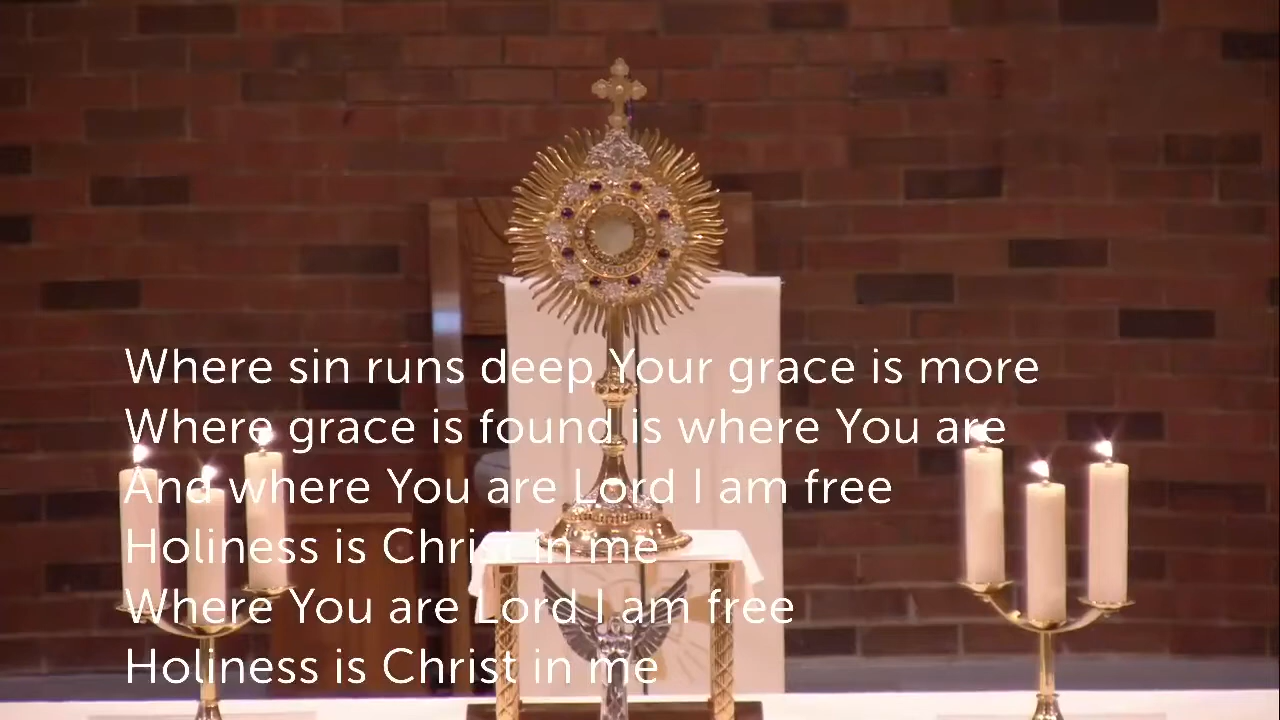 Where sin runs deep Your grace is more
Where grace is found is where You are
And where You are Lord I am free
Holiness is Christ in me
Where You are Lord I am free
Holiness is Christ in me